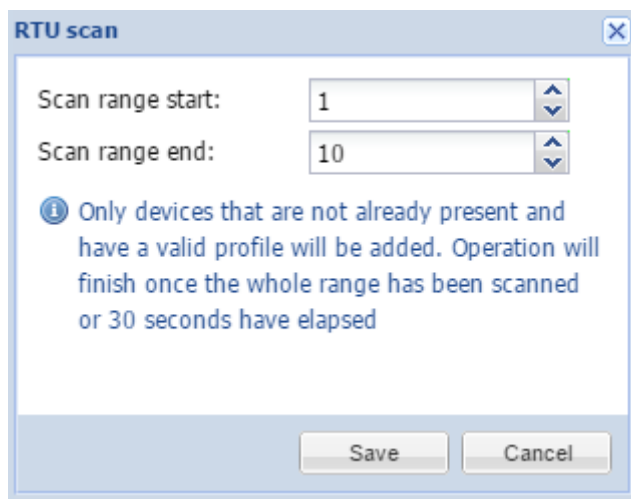 RTU scan
Scan range start: 1
Scan range end: 10
Only devices that are not already present and
have a valid profile will be added. Operation will
finish once the whole range has been scanned
or 30 seconds have elapsed
Save Cancel